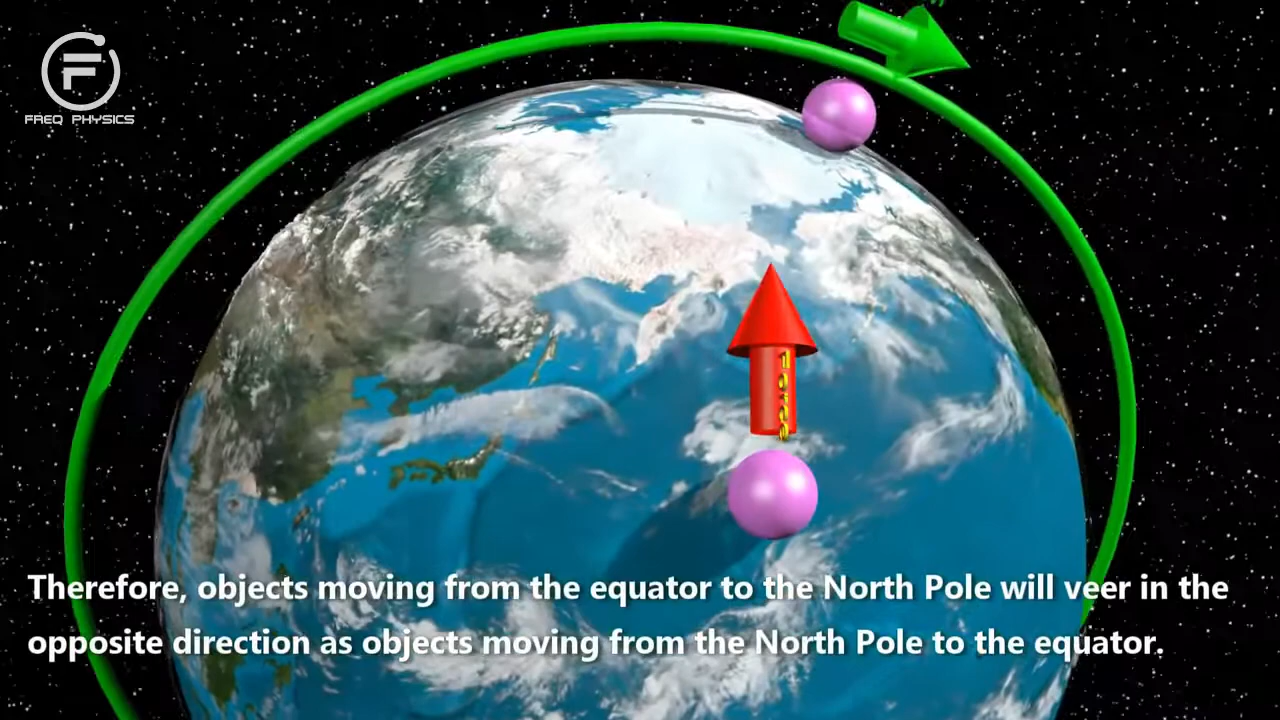 FREQ PHYSICS
Therefore, objects moving from the equator to the North Pole will veer in the
opposite direction as objects moving from the North Pole to the equator.